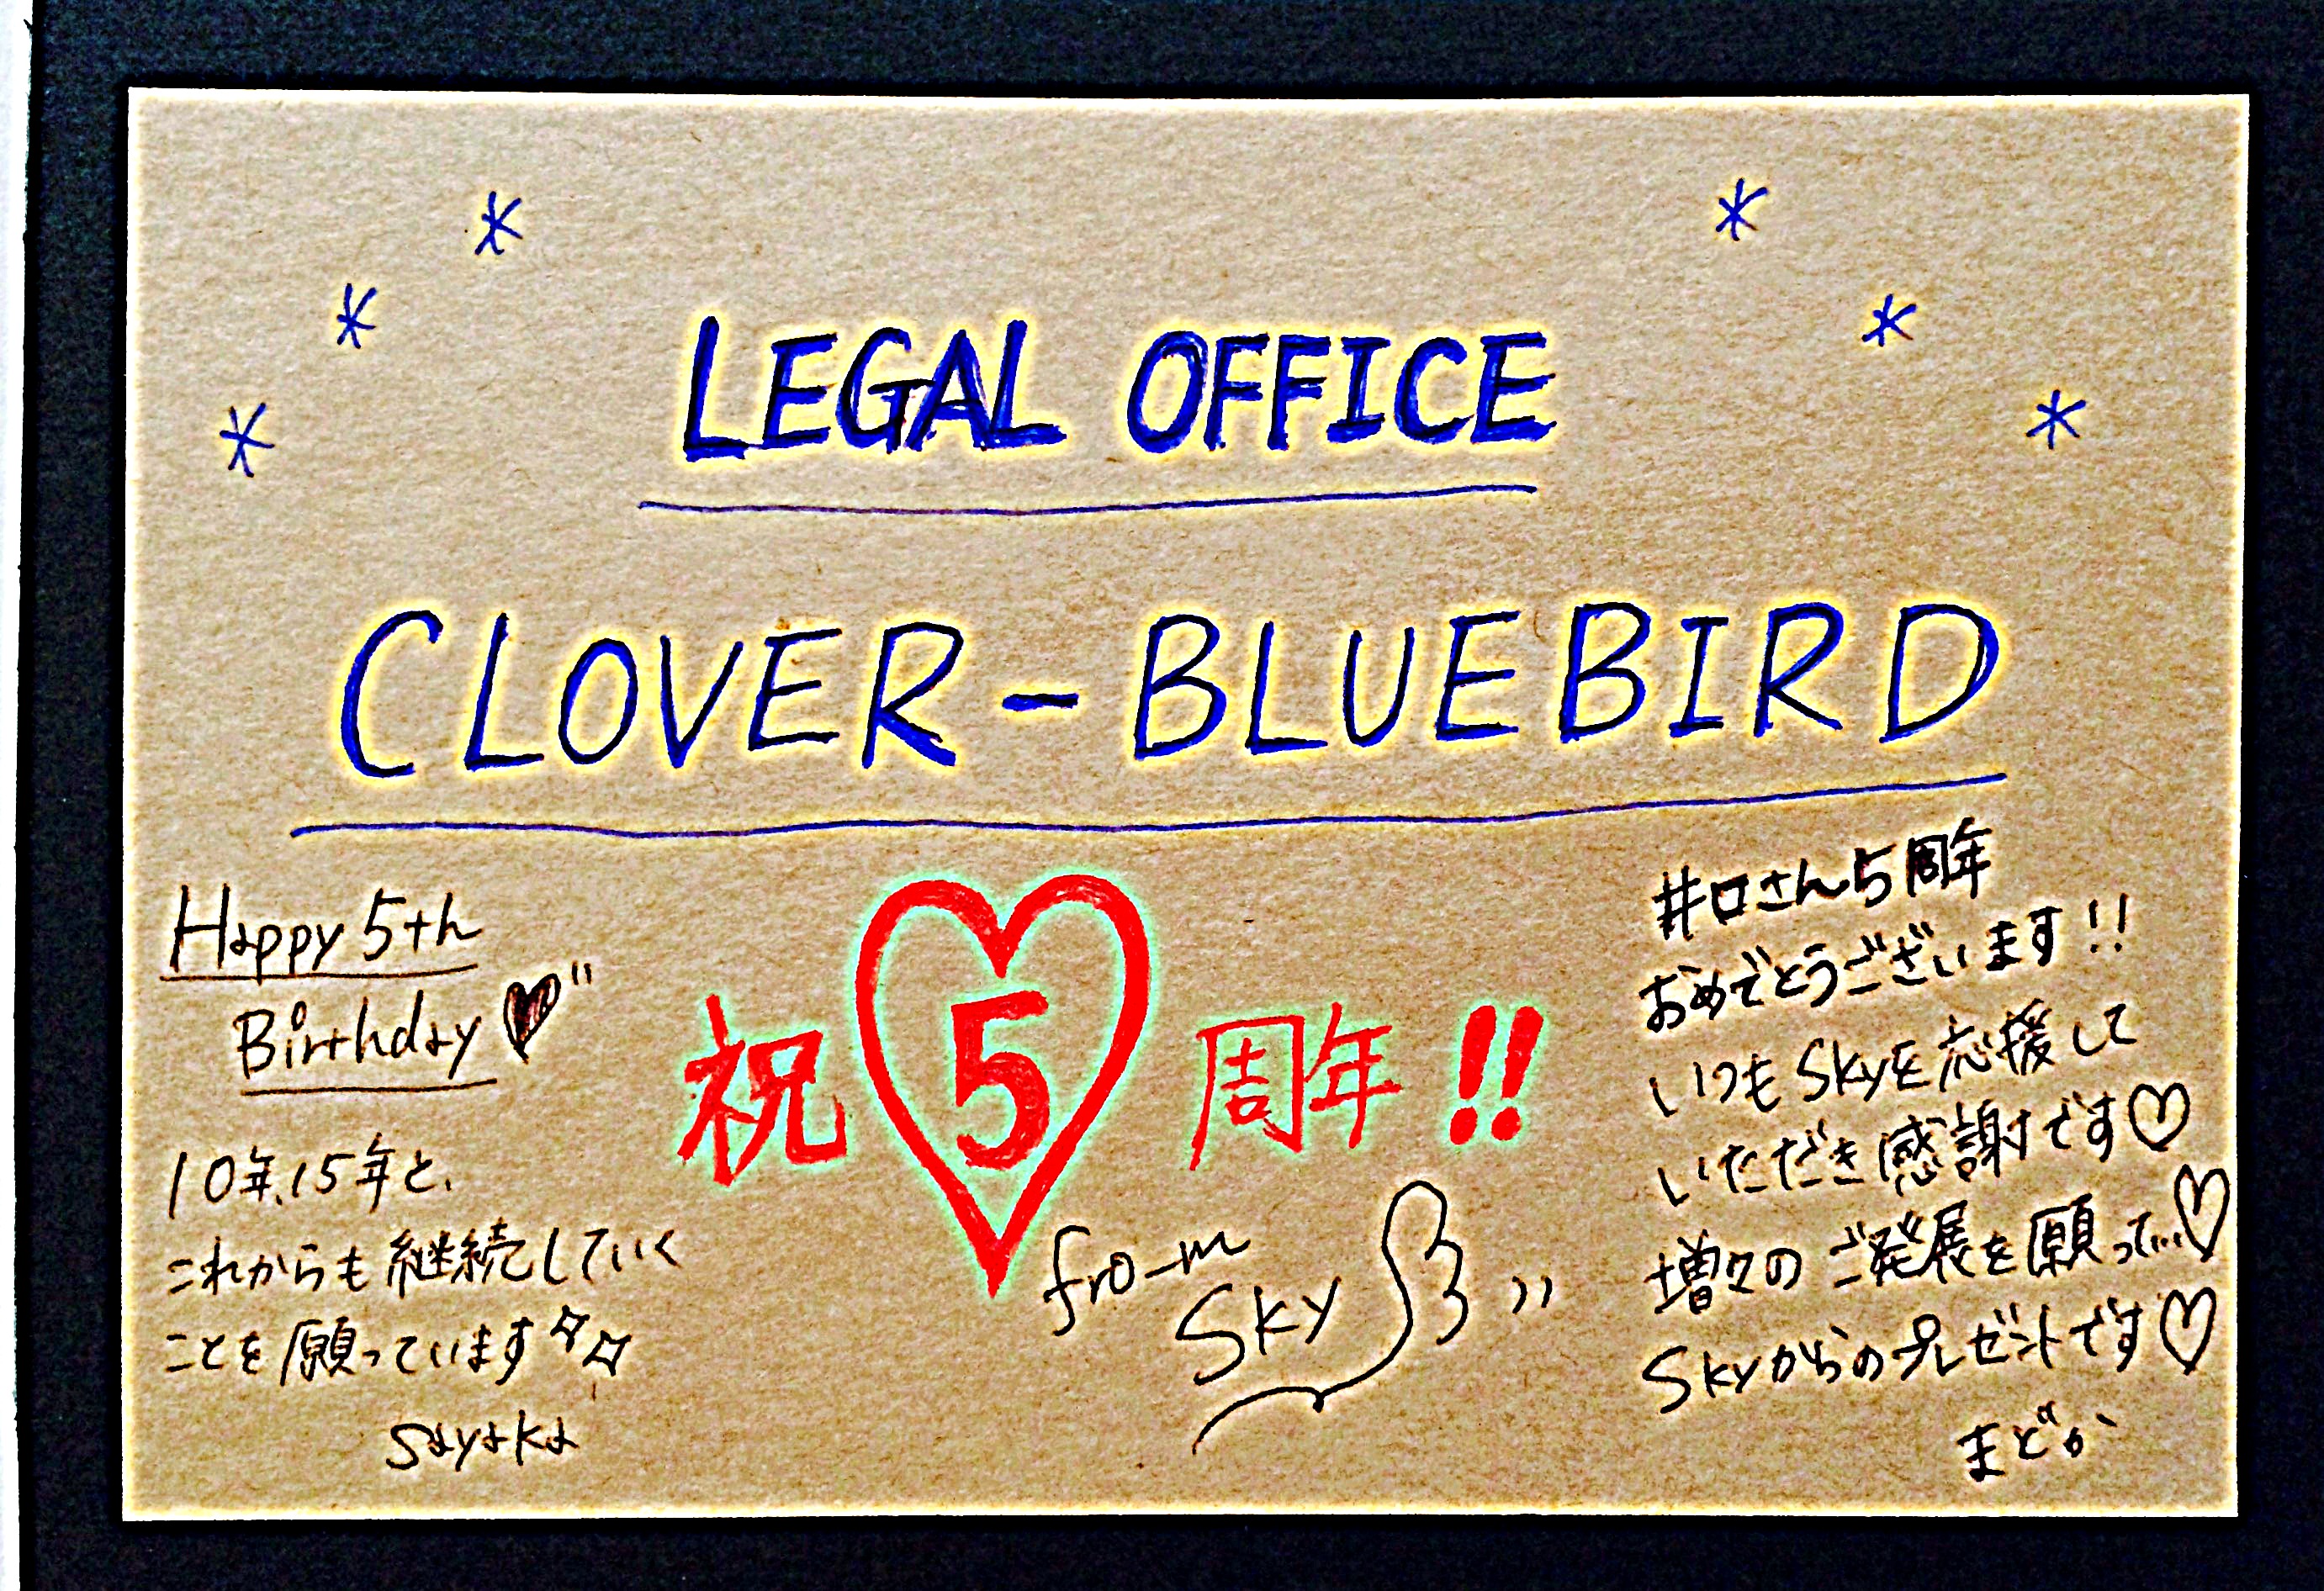 LEGAL OFFICE
CLOVER-BLUEBIRD
祝 5 周年!!
from
Sky
Happy 5th
Birthday♥"
10年、15年と、
これからも継続していく
ことを願っています
sayaka
井口さん5周年
おめでとうございます!!
いつもSkyを応援して
いただき感謝です♡
増々のご発展を願って…♡
Skyからのプレゼントです♡
まどか